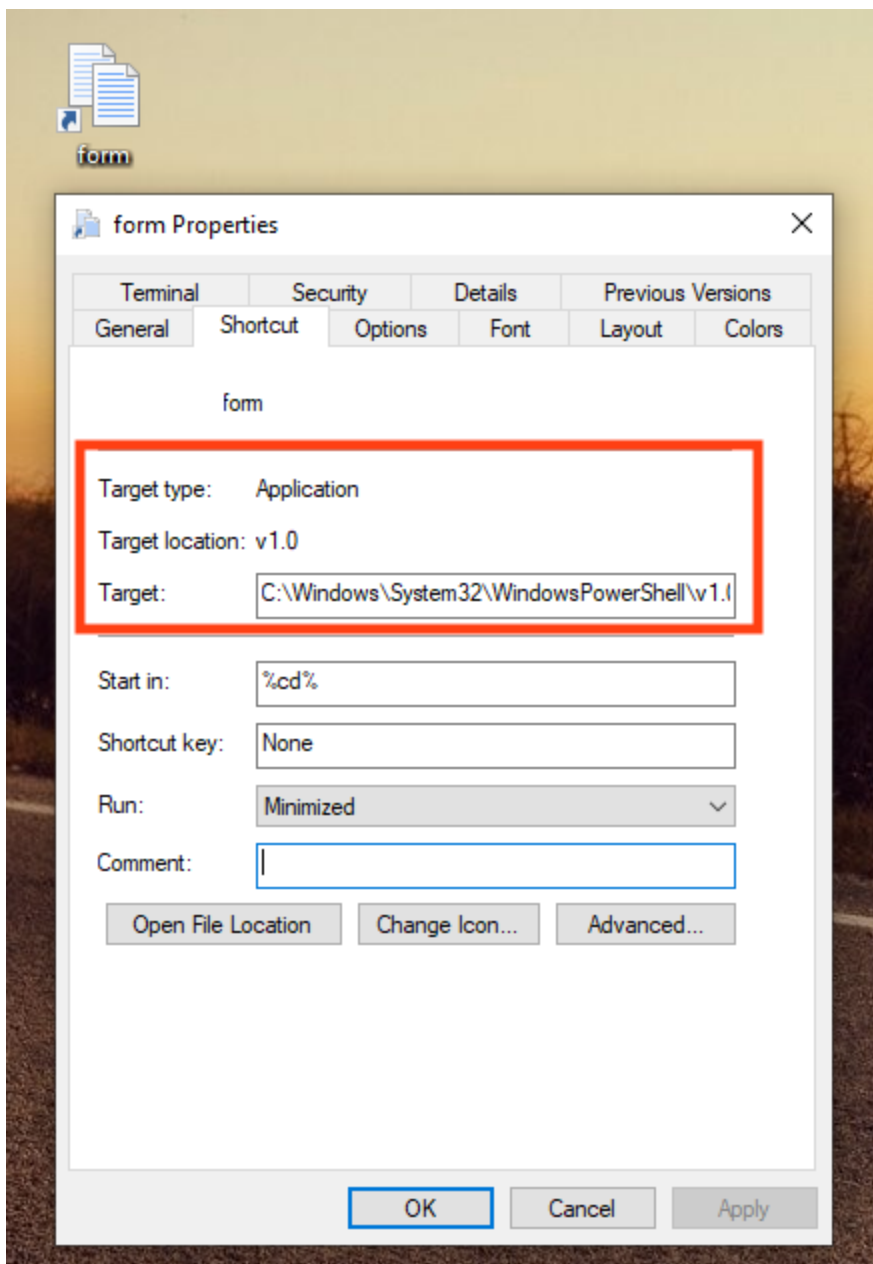 form
form Properties
Terminal Security Details Previous Versions
General Shortcut Options Font Layout Colors
form
Target type: Application
Target location: v1.0
Target: C:\Windows\System32\WindowsPowerShell\v1.0
Start in: %cd%
Shortcut key: None
Run: Minimized
Comment:
Open File Location Change Icon... Advanced...
OK Cancel Apply